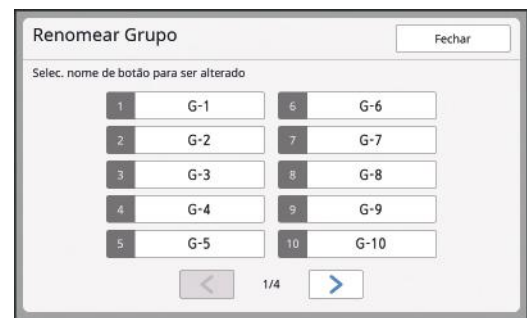 Renomear Grupo
Fechar
Selec. nome de botão para ser alterado
1 G-1
6 G-6
2 G-2
7 G-7
3 G-3
8 G-8
4 G-4
9 G-9
5 G-5
10 G-10
1/4